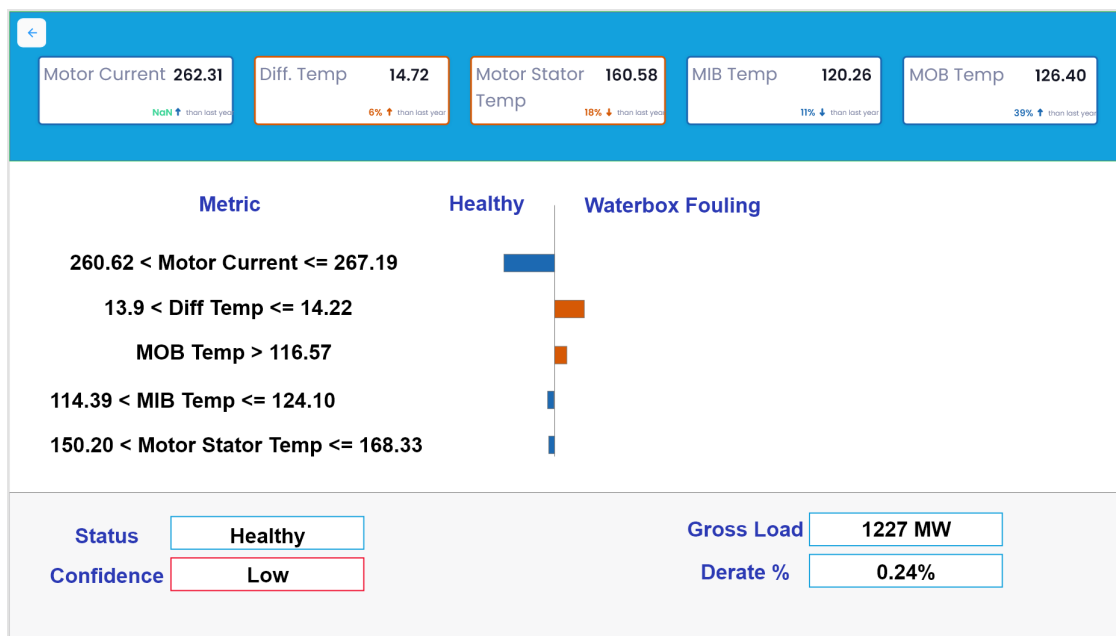 Motor Current 262.31
NaN ↑ than last year
Diff. Temp 14.72
6% ↑ than last year
Motor Stator Temp 160.58
18% ↓ than last year
MIB Temp 120.26
11% ↓ than last year
MOB Temp 126.40
39% ↑ than last year
Metric Healthy Waterbox Fouling
260.62 < Motor Current <= 267.19
13.9 < Diff Temp <= 14.22
MOB Temp > 116.57
114.39 < MIB Temp <= 124.10
150.20 < Motor Stator Temp <= 168.33
Status Healthy
Confidence Low
Gross Load 1227 MW
Derate % 0.24%